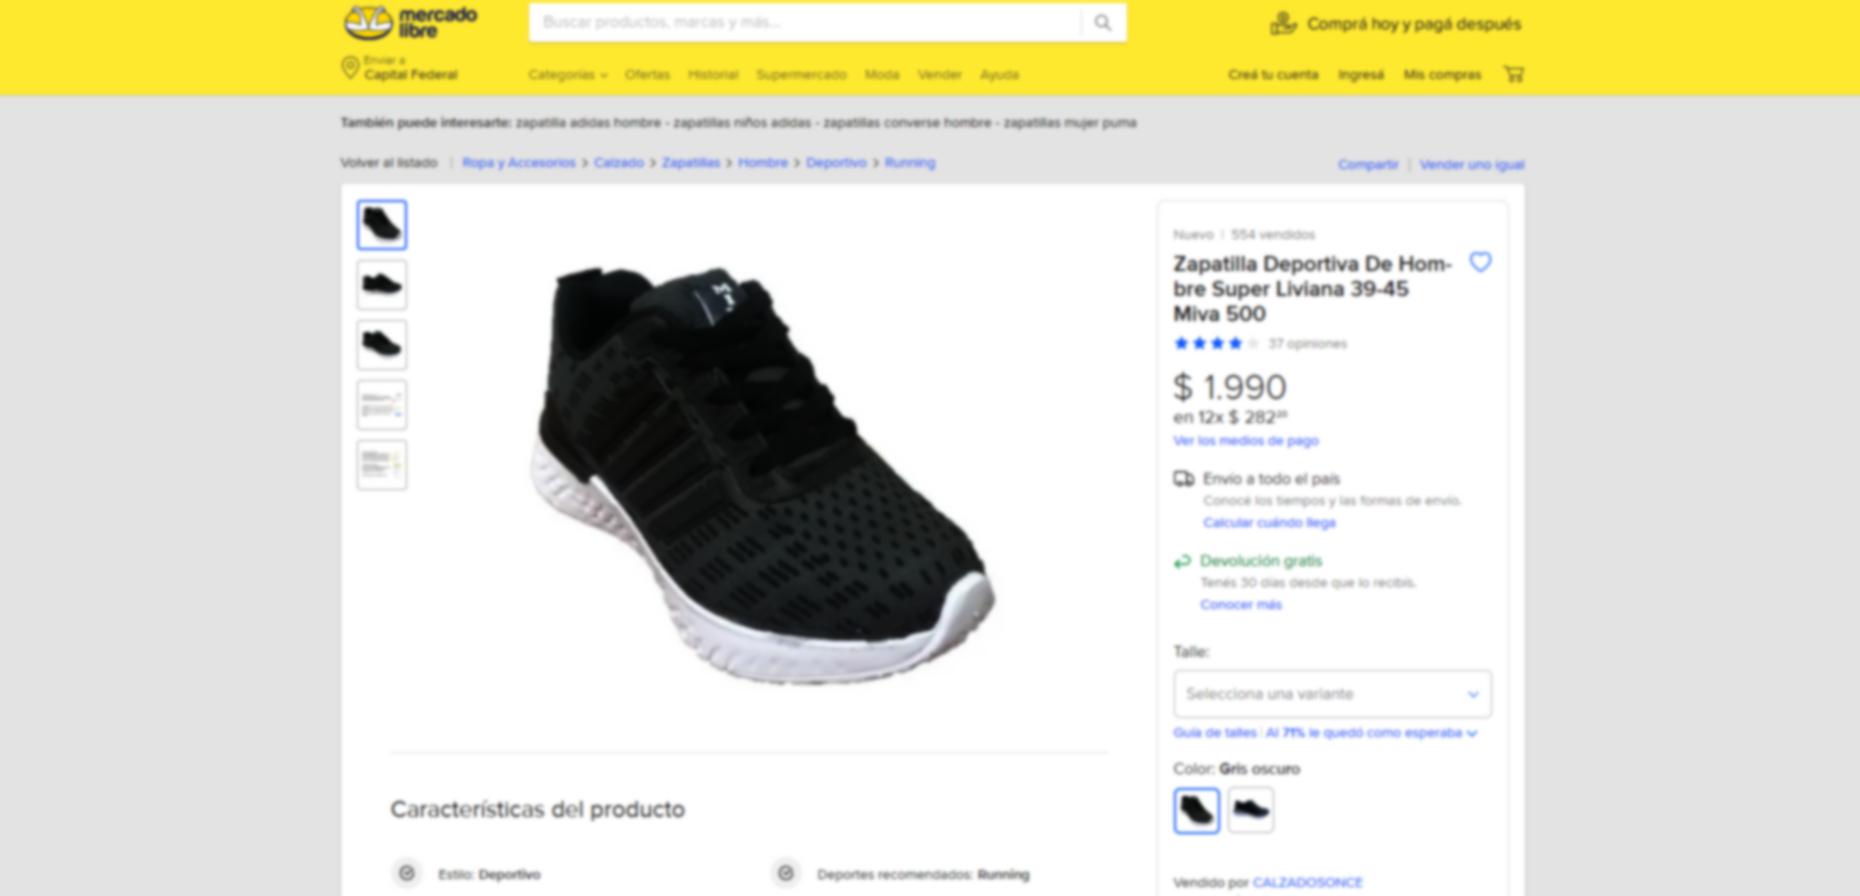 mercado
libre
Buscar productos, marcas y más...
Comprá hoy y pagá después
Enviar a
Capital Federal
Categorías
Ofertas
Historial
Supermercado
Moda
Vender
Ayuda
Creá tu cuenta
Ingresá
Mis compras
También puede interesarte: zapatilla adidas hombre - zapatillas niños adidas - zapatillas converse hombre - zapatillas mujer puma
Volver al listado | Ropa y Accesorios > Calzado > Zapatillas > Hombre > Deportivo > Running
Compartir | Vender uno igual
Nuevo | 554 vendidos
Zapatilla Deportiva De Hom-
bre Super Liviana 39-45
Miva 500
37 opiniones
$ 1.990
en 12x $ 282
Ver los medios de pago
Envío a todo el país
Conocé los tiempos y las formas de envío.
Calcular cuándo llega
Devolución gratis
Tenés 30 días desde que lo recibís.
Conocer más
Talle:
Selecciona una variante
Guía de talles | Al 71% le quedó como esperaba
Color: Gris oscuro
Características del producto
Estilo: Deportivo
Deportes recomendados: Running
Vendido por CALZADOSONCE